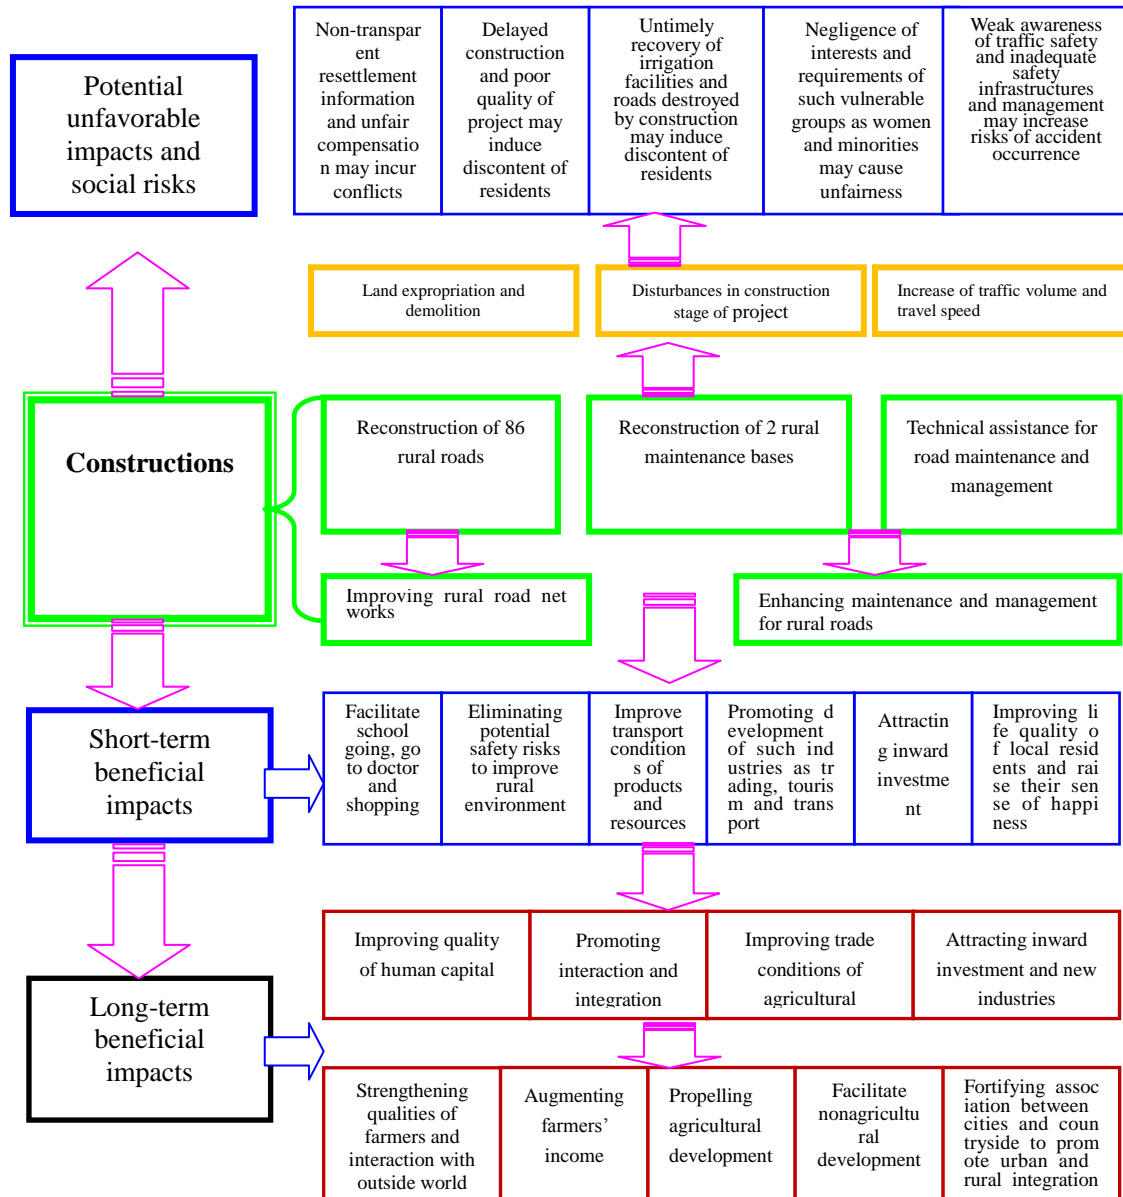 Potential
unfavorable
impacts and
social risks
Non-transpar
ent
resettlement
information
and unfair
compensatio
n may incur
conflicts
Delayed
construction
and poor
quality of
project may
induce
discontent of
residents
Untimely
recovery of
irrigation
facilities and
roads destroyed
by construction
may induce
discontent of
residents
Negligence of
interests and
requirements of
such vulnerable
groups as women
and minorities
may cause
unfairness
Weak awareness
of traffic safety
and inadequate
safety
infrastructures
and management
may increase
risks of accident
occurrence
Land expropriation and
demolition
Disturbances in construction
stage of project
Increase of traffic volume and
travel speed
Constructions
Reconstruction of 86
rural roads
Reconstruction of 2 rural
maintenance bases
Technical assistance for
road maintenance and
management
Improving rural road net
works
Enhancing maintenance and management
for rural roads
Short-term
beneficial
impacts
Facilitate
school
going, go
to doctor
and
shopping
Eliminating
potential
safety risks
to improve
rural
environment
Improve
transport
condition
s of
products
and
resources
Promoting d
evelopment
of such ind
ustries as tr
ading, touris
m and trans
port
Attractin
g inward
investme
nt
Improving li
fe quality o
f local resid
ents and rai
se their sen
se of happi
ness
Long-term
beneficial
impacts
Improving quality
of human capital
Promoting
interaction and
integration
Improving trade
conditions of
agricultural
Attracting inward
investment and new
industries
Strengthening
qualities of
farmers and
interaction with
outside world
Augmenting
farmers’
income
Propelling
agricultural
development
Facilitate
nonagricultu
ral
development
Fortifying assoc
iation between
cities and coun
tryside to prom
ote urban and
rural integration